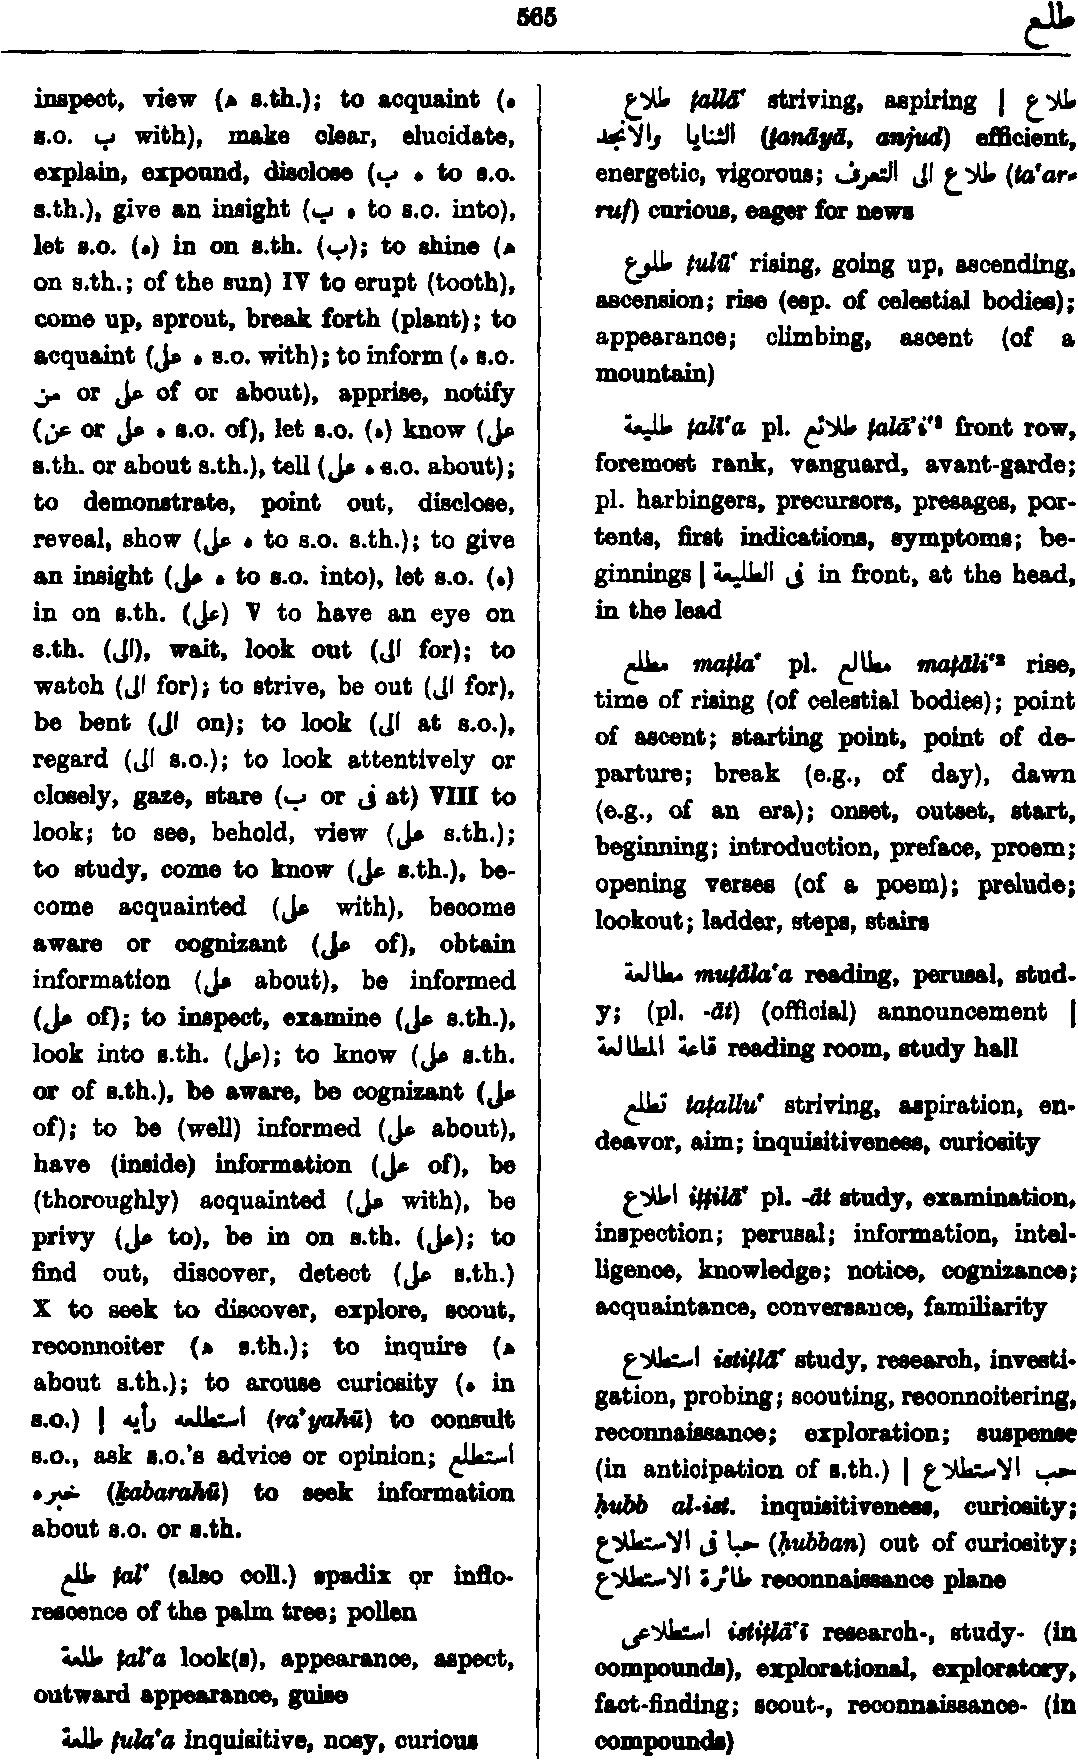 565
طلع
inspect, view (ه s.th.); to acquaint (ه
s.o. ب with), make clear, elucidate,
explain, expound, disclose (ب ه to s.o.
s.th.), give an insight (ب ه to s.o. into),
let s.o. (ه) in on s.th. (ب); to shine (ه
on s.th.; of the sun) IV to erupt (tooth),
come up, sprout, break forth (plant); to
acquaint (على ه s.o. with); to inform (ه s.o.
من or على of or about), apprise, notify
(عن or على ه s.o. of), let s.o. (ه) know (على
s.th. or about s.th.), tell (على ه s.o. about);
to demonstrate, point out, disclose,
reveal, show (على ه to s.o. s.th.); to give
an insight (على ه to s.o. into), let s.o. (ه)
in on s.th. (على) V to have an eye on
s.th. (الى), wait, look out (الى for); to
watch (الى for); to strive, be out (الى for),
be bent (الى on); to look (الى at s.o.),
regard (الى s.o.); to look attentively or
closely, gaze, stare (ب or في at) VIII to
look; to see, behold, view (على s.th.);
to study, come to know (على s.th.), be-
come acquainted (على with), become
aware or cognizant (على of), obtain
information (على about), be informed
(على of); to inspect, examine (على s.th.),
look into s.th. (على); to know (على s.th.
or of s.th.), be aware, be cognizant (على
of); to be (well) informed (على about),
have (inside) information (على of), be
(thoroughly) acquainted (على with), be
privy (على to), be in on s.th. (على); to
find out, discover, detect (على s.th.)
X to seek to discover, explore, scout,
reconnoiter (ه s.th.); to inquire (ه
about s.th.); to arouse curiosity (ه in
s.o.) | استطلعه رأيه (ra'yahū) to consult
s.o., ask s.o.'s advice or opinion; استطلع
خبره (ḵabarahū) to seek information
about s.o. or s.th.
طلع ṭal‘ (also coll.) spadix or inflo-
rescence of the palm tree; pollen
طلعة ṭal‘a look(s), appearance, aspect,
outward appearance, guise
طلعة ṭula‘a inquisitive, nosy, curious
طلاع ṭallā‘ striving, aspiring | طلاع
الثنايا والانجد (ṯanāyā, anjud) efficient,
energetic, vigorous; طلاع الى التعرف (ta‘ar-
ruf) curious, eager for news
طلوع ṭulū‘ rising, going up, ascending,
ascension; rise (esp. of celestial bodies);
appearance; climbing, ascent (of a
mountain)
طليعة ṭalī‘a pl. طلائع ṭalā'i‘² front row,
foremost rank, vanguard, avant-garde;
pl. harbingers, precursors, presages, por-
tents, first indications, symptoms; be-
ginnings | فى الطليعة in front, at the head,
in the lead
مطلع maṭla‘ pl. مطالع maṭāli‘² rise,
time of rising (of celestial bodies); point
of ascent; starting point, point of de-
parture; break (e.g., of day), dawn
(e.g., of an era); onset, outset, start,
beginning; introduction, preface, proem;
opening verses (of a poem); prelude;
lookout; ladder, steps, stairs
مطالعة muṭāla‘a reading, perusal, stud-
y; (pl. -āt) (official) announcement |
قاعة المطالعة reading room, study hall
تطلع taṭallu‘ striving, aspiration, en-
deavor, aim; inquisitiveness, curiosity
اطلاع iṭṭilā‘ pl. -āt study, examination,
inspection; perusal; information, intel-
ligence, knowledge; notice, cognizance;
acquaintance, conversance, familiarity
استطلاع istiṭlā‘ study, research, investi-
gation, probing; scouting, reconnoitering,
reconnaissance; exploration; suspense
(in anticipation of s.th.) | حب الاستطلاع
ḥubb al-ist. inquisitiveness, curiosity;
حبا فى الاستطلاع (ḥubban) out of curiosity;
طائرة الاستطلاع reconnaissance plane
استطلاعى istiṭlā‘ī research-, study- (in
compounds), explorational, exploratory,
fact-finding; scout-, reconnaissance- (in
compounds)